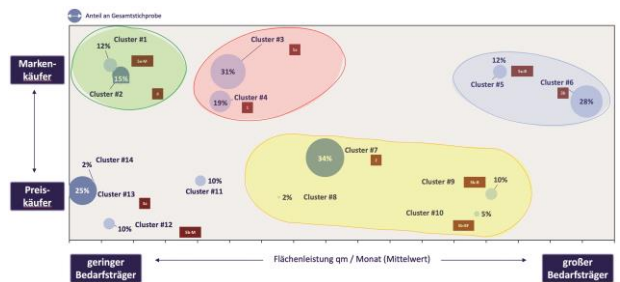 Anteil an Gesamtstichprobe
Marken-
käufer
Preis-
käufer
Cluster #1
12%
15%
Cluster #2
Cluster #3
31%
19%
Cluster #4
12%
Cluster #5
Cluster #6
28%
Cluster #14
2%
25%
Cluster #13
10%
Cluster #12
10%
Cluster #11
34%
Cluster #7
2%
Cluster #8
Cluster #9
10%
Cluster #10
5%
geringer
Bedarfsträger
Flächenleistung qm / Monat (Mittelwert)
großer
Bedarfsträger